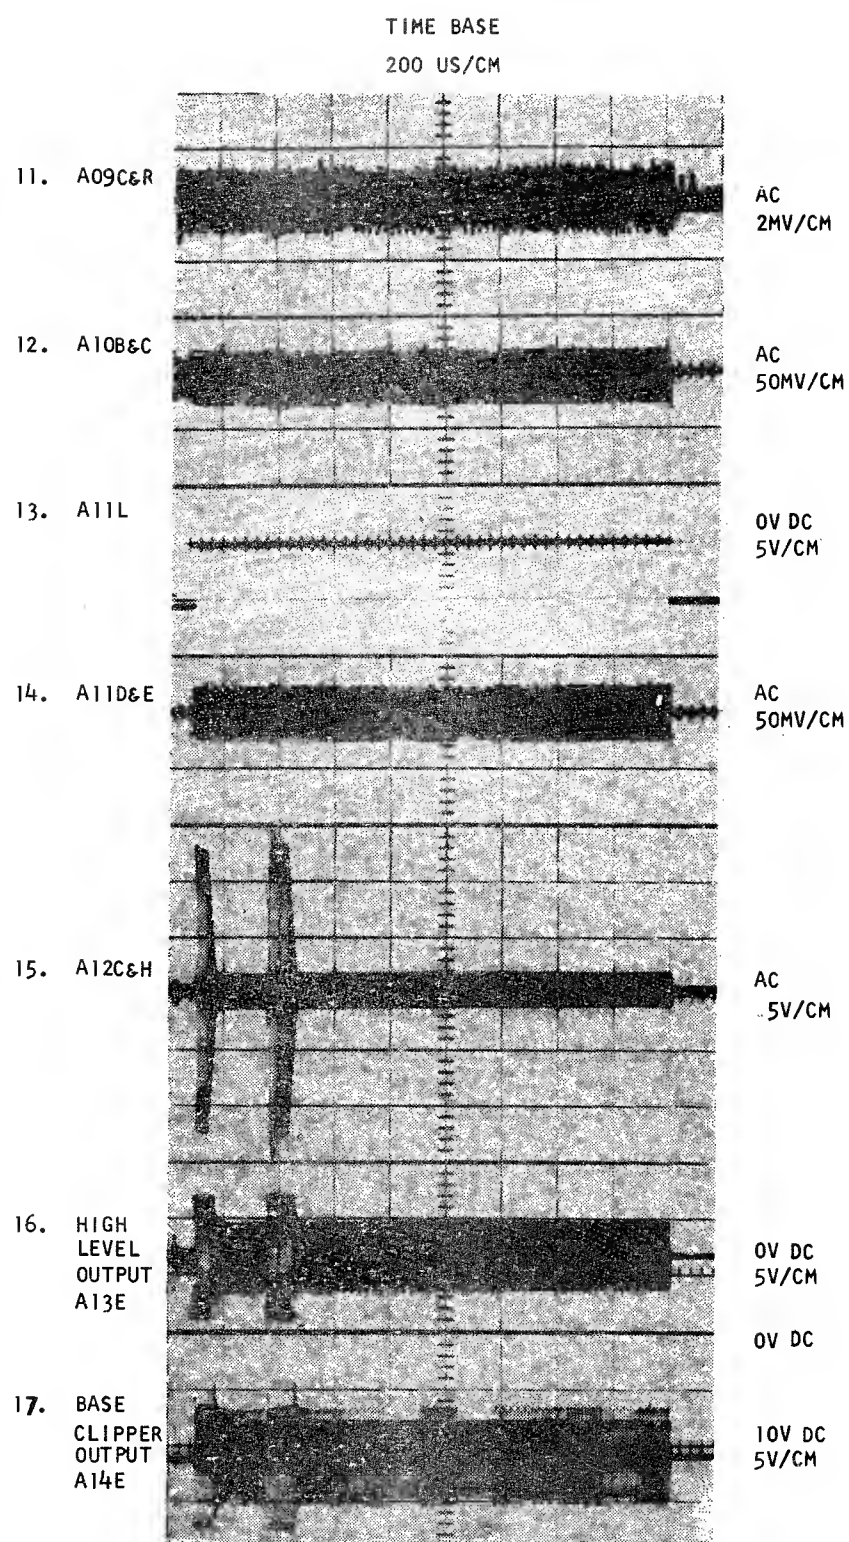 TIME BASE
200 US/CM
11. A09C&R
AC
2MV/CM
12. A10B&C
AC
50MV/CM
13. A11L
0V DC
5V/CM
14. A11D&E
AC
50MV/CM
15. A12C&H
AC
.5V/CM
16. HIGH
LEVEL
OUTPUT
A13E
0V DC
5V/CM
0V DC
17. BASE
CLIPPER
OUTPUT
A14E
10V DC
5V/CM